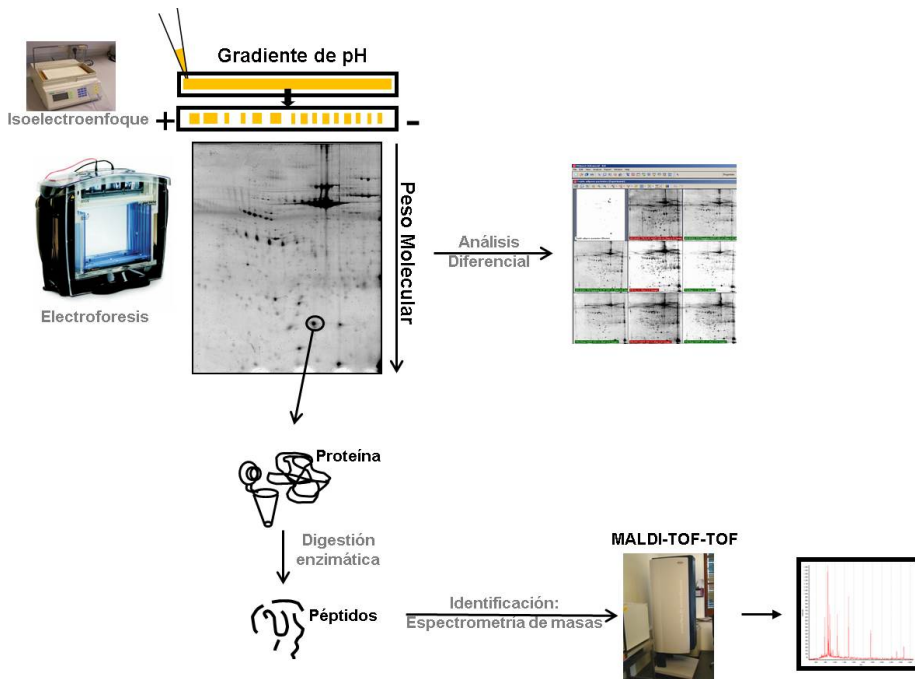 Gradiente de pH
Isoelectroenfoque
+
-
Peso Molecular
Análisis
Diferencial
Electroforesis
Proteína
Digestión
enzimática
MALDI-TOF-TOF
Péptidos
Identificación:
Espectrometría de masas